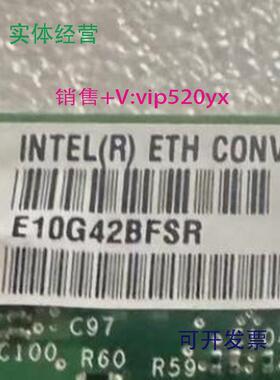 实体经营
销售+V:vip520yx
INTEL(R) ETH CONV
E10G42BFSR
C97
C100 R60 R59
可开发票